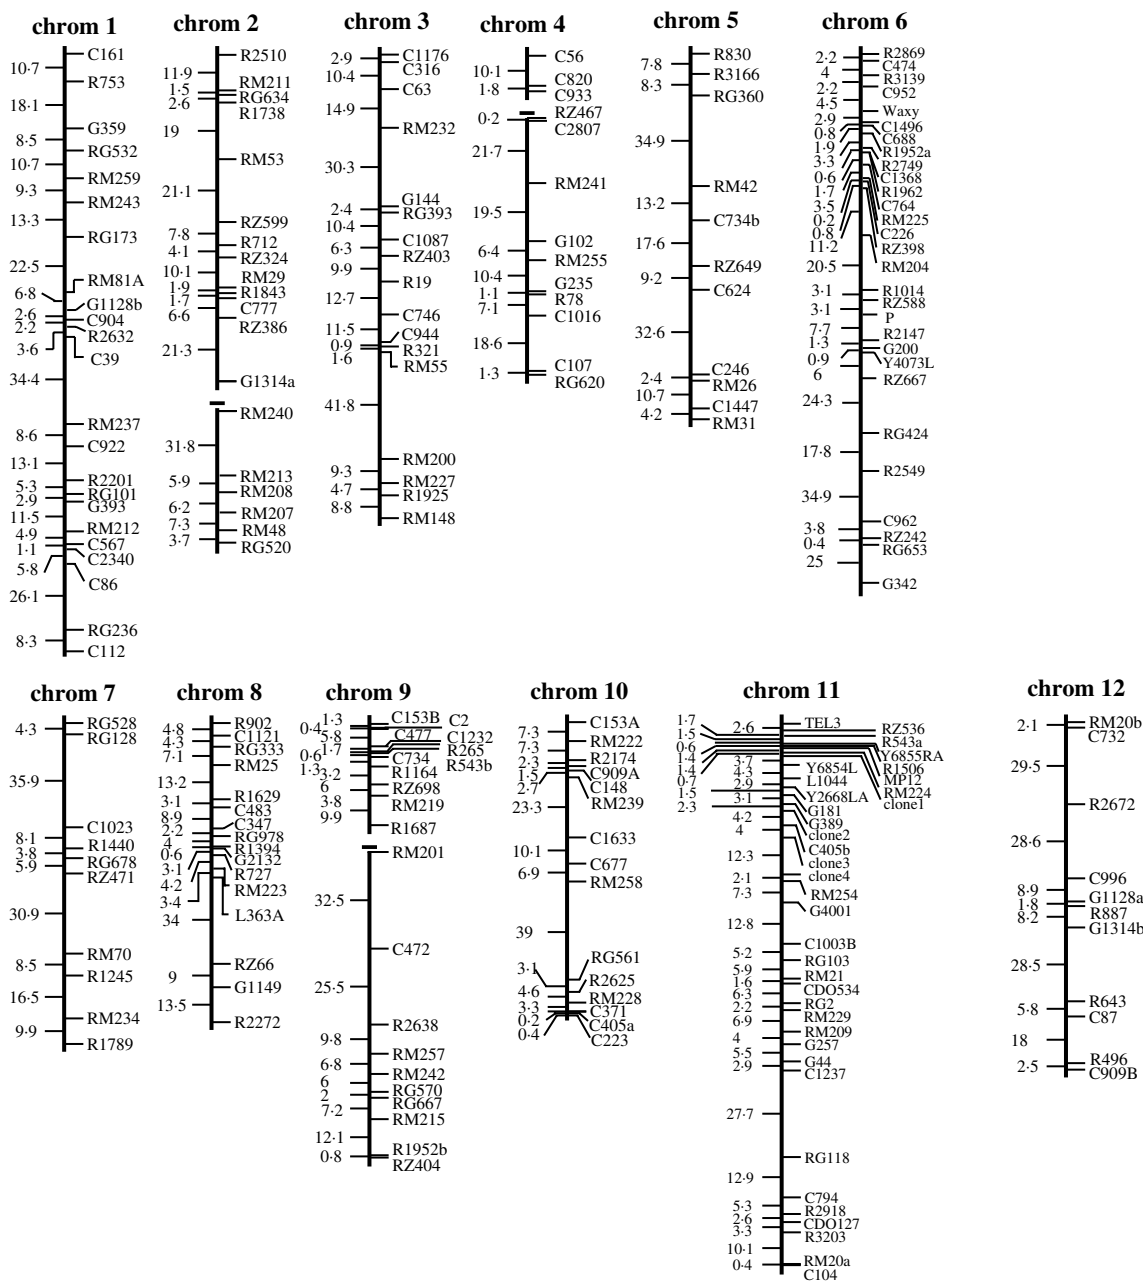 chrom 1
C161
10·7
R753
18·1
G359
8·5
RG532
10·7
RM259
9·3
RM243
13·3
RG173
22·5
RM81A
6·8
G1128b
2·6
C904
2·2
R2632
3·6
C39
34·4
RM237
8·6
C922
13·1
R2201
5·3
RG101
2·9
G393
11·5
RM212
4·9
C567
1·1
C2340
5·8
C86
26·1
RG236
8·3
C112
chrom 2
R2510
11·9
RM211
1·5
RG634
2·6
R1738
19
RM53
21·1
RZ599
7·8
R712
4·1
RZ324
10·1
RM29
1·9
R1843
1·7
C777
6·6
RZ386
21·3
G1314a
RM240
31·8
RM213
5·9
RM208
6·2
RM207
7·3
RM48
3·7
RG520
chrom 3
C1176
2·9
C316
10·4
C63
14·9
RM232
30·3
G144
2·4
RG393
10·4
C1087
6·3
RZ403
9·9
R19
12·7
C746
11·5
C944
0·9
R321
1·6
RM55
41·8
RM200
9·3
RM227
4·7
R1925
8·8
RM148
chrom 4
C56
10·1
C820
1·8
C933
RZ467
0·2
C2807
21·7
RM241
19·5
G102
6·4
RM255
10·4
G235
1·1
R78
7·1
C1016
18·6
C107
1·3
RG620
chrom 5
R830
7·8
R3166
8·3
RG360
34·9
RM42
13·2
C734b
17·6
RZ649
9·2
C624
32·6
C246
2·4
RM26
10·7
C1447
4·2
RM31
chrom 6
R2869
2·2
C474
4
R3139
2·2
C952
4·5
Waxy
2·9
C1496
0·8
C688
1·9
R1952a
3·3
R2749
0·6
C1368
1·7
R1962
3·5
C764
0·2
RM225
0·8
C226
11·2
RZ398
20·5
RM204
3·1
R1014
RZ588
3·1
P
7·7
R2147
1·3
G200
0·9
Y4073L
6
RZ667
24·3
RG424
17·8
R2549
34·9
C962
3·8
RZ242
0·4
RG653
25
G342
chrom 7
RG528
4·3
RG128
35·9
C1023
8·1
R1440
3·8
RG678
5·9
RZ471
30·9
RM70
8·5
R1245
16·5
RM234
9·9
R1789
chrom 8
R902
4·8
C1121
4·3
RG333
7·1
RM25
13·2
R1629
3·1
C483
8·9
C347
2·2
RG978
4
R1394
0·6
G2132
3·1
R727
4·2
RM223
3·4
L363A
34
RZ66
9
G1149
13·5
R2272
chrom 9
1·3
C153B
C2
0·4
C477
C1232
5·8
R265
1·7
C734
R543b
0·6
R1164
1·3
3·2
RZ698
6
RM219
3·8
9·9
R1687
RM201
32·5
C472
25·5
R2638
9·8
RM257
6·8
RM242
6
RG570
2
RG667
7·2
RM215
12·1
R1952b
0·8
RZ404
chrom 10
C153A
7·3
RM222
7·3
R2174
2·3
C909A
1·5
C148
2·7
RM239
23·3
C1633
10·1
C677
6·9
RM258
39
RG561
3·1
R2625
4·6
RM228
3·3
C371
0·2
C405a
0·4
C223
chrom 11
1·7
2·6
TEL3
RZ536
1·5
R543a
0·6
Y6855RA
1·4
3·7
Y6854L
R1506
1·4
4·3
L1044
MP12
0·7
2·9
Y2668LA
RM224
1·5
3·1
G181
clone1
2·3
4·2
G389
4
clone2
C405b
12·3
clone3
2·1
clone4
7·3
RM254
G4001
12·8
C1003B
5·2
RG103
5·9
RM21
1·6
CDO534
6·3
RG2
2·2
RM229
6·9
RM209
4
G257
5·5
G44
2·9
C1237
27·7
RG118
12·9
C794
5·3
R2918
2·6
CDO127
3·3
R3203
10·1
RM20a
0·4
C104
chrom 12
RM20b
2·1
C732
29·5
R2672
28·6
C996
8·9
G1128a
1·8
R887
8·2
G1314b
28·5
R643
5·8
C87
18
R496
2·5
C909B